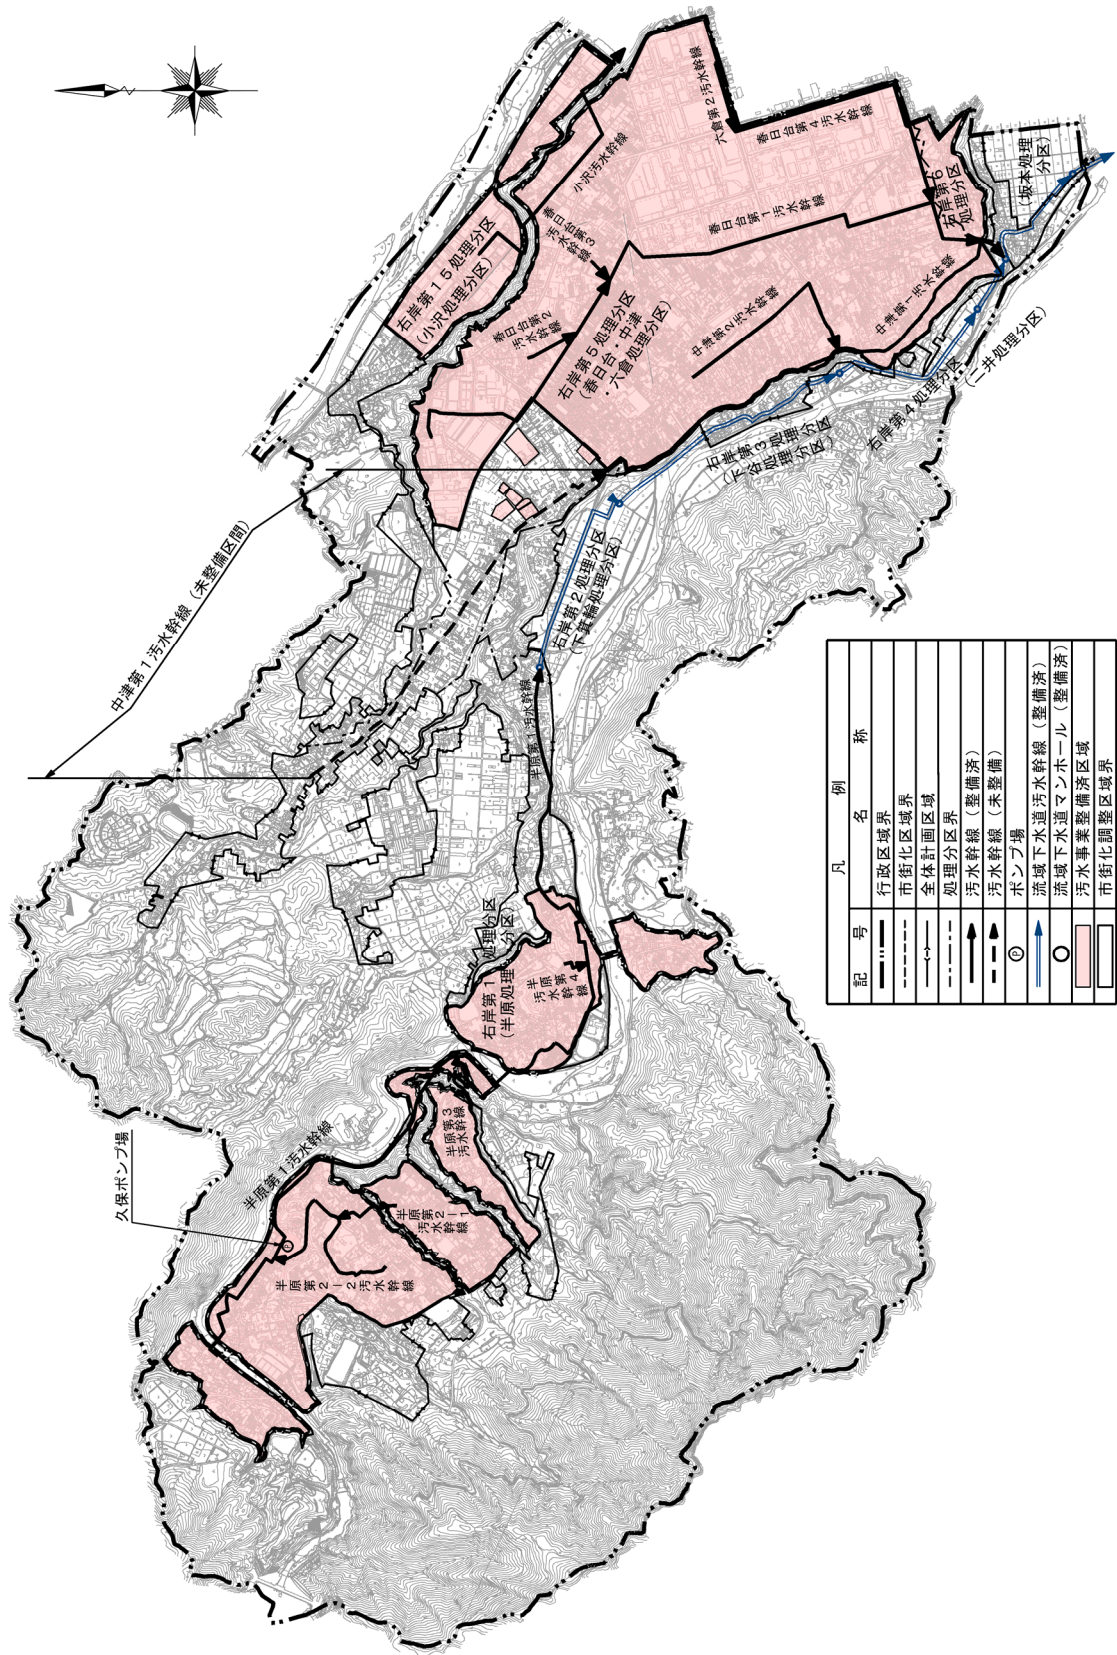 中津第１汚水幹線（未整備区間）
久保ポンプ場
半原第１汚水幹線
半原第２－２汚水幹線
半原第２－１
汚水幹線
半原第３
汚水幹線
右岸第１処理分区
（半原処理分区）
半原第４
汚水幹線
半原第１汚水幹線
右岸第２処理分区
（下箕輪処理分区）
右岸第３処理分区
（下谷処理分区）
右岸第４処理分区
（二井処理分区）
右岸第１５処理分区
（小沢処理分区）
小沢汚水幹線
春日台第３
汚水幹線
春日台第２
汚水幹線
右岸第５処理分区
（春日台・中津
・六倉処理分区）
中津第２汚水幹線
中津第１汚水幹線
春日台第１汚水幹線
六倉第２汚水幹線
春日台第４汚水幹線
右岸第６
処理分区
（坂本処理
分区）
凡例
記号 名称
行政区域界
市街化区域界
全体計画区域
処理分区界
汚水幹線（整備済）
汚水幹線（未整備）
Ⓟ ポンプ場
流域下水道汚水幹線（整備済）
流域下水道マンホール（整備済）
汚水事業整備済区域
市街化調整区域界